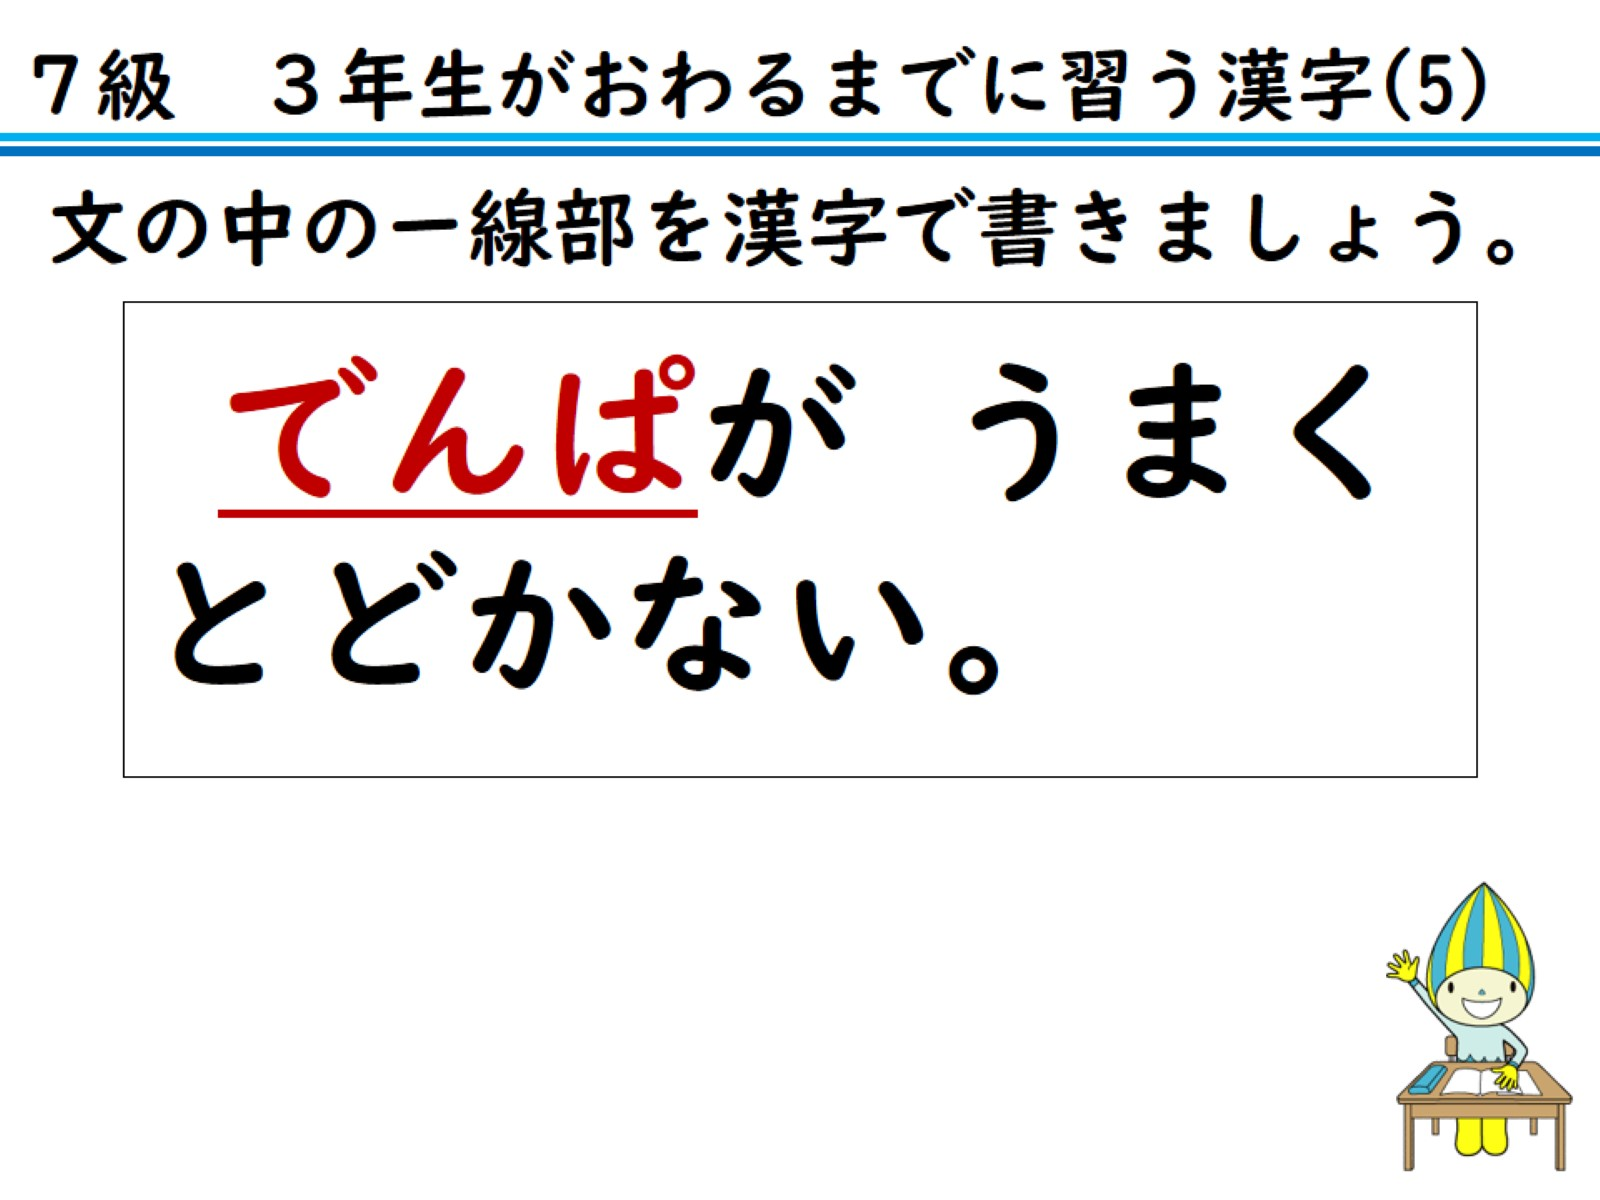 ７級　３年生がおわるまでに習う漢字(5)
文の中の一線部を漢字で書きましょう。
でんぱが　うまく
とどかない。